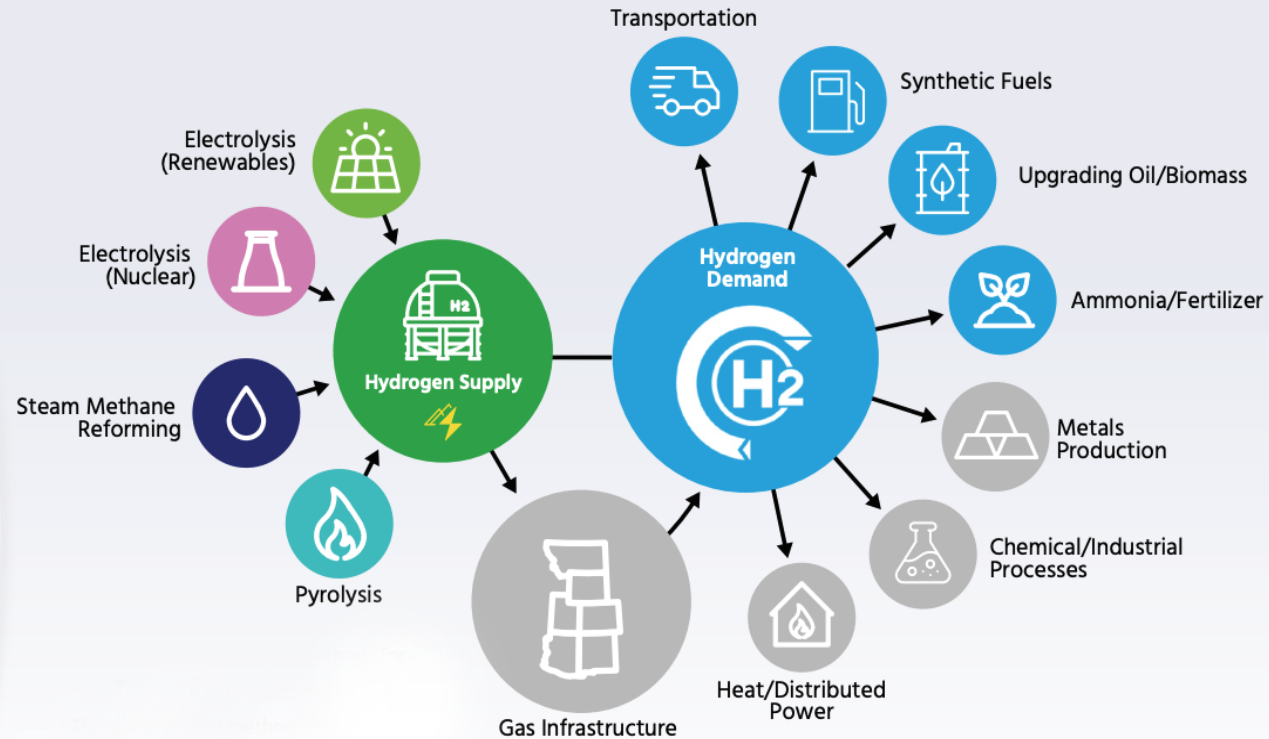 Transportation
Synthetic Fuels
Upgrading Oil/Biomass
Ammonia/Fertilizer
Metals
Production
Chemical/Industrial
Processes
Heat/Distributed
Power
Gas Infrastructure
Hydrogen
Demand
H2
Electrolysis
(Renewables)
Electrolysis
(Nuclear)
Steam Methane
Reforming
Pyrolysis
H2
Hydrogen Supply